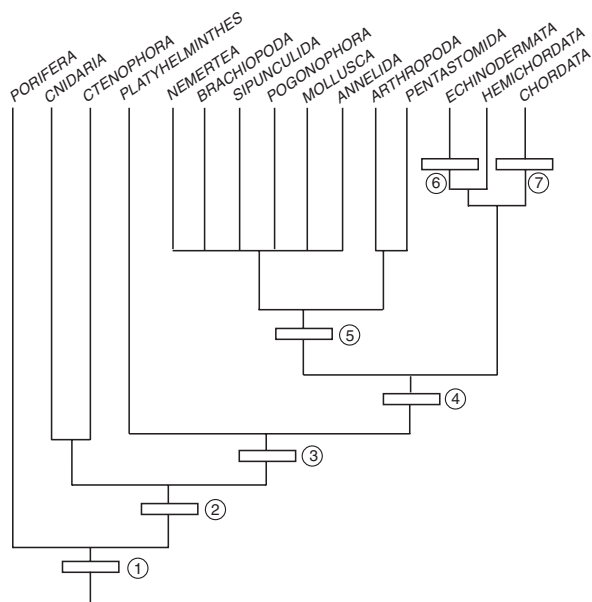 PORIFERA
CNIDARIA
CTENOPHORA
PLATYHELMINTHES
NEMERTEA
BRACHIOPODA
SIPUNCULIDA
POGONOPHORA
MOLLUSCA
ANNELIDA
ARTHROPODA
PENTASTOMIDA
ECHINODERMATA
HEMICHORDATA
CHORDATA
6
7
5
4
3
2
1